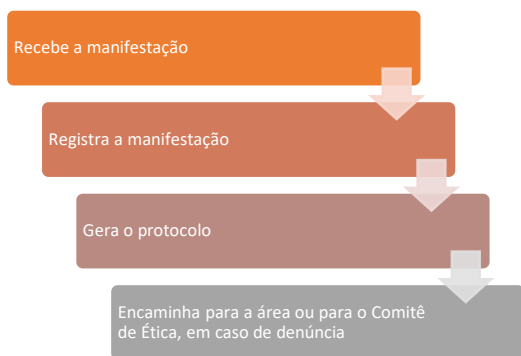 Recebe a manifestação
Registra a manifestação
Gera o protocolo
Encaminha para a área ou para o Comitê
de Ética, em caso de denúncia